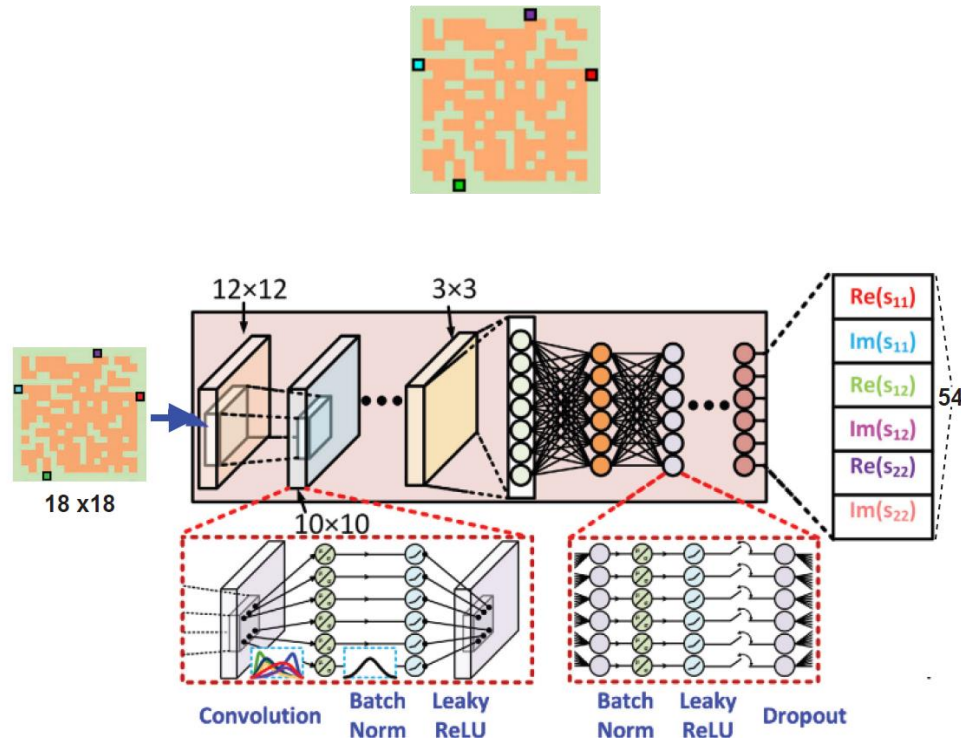 12×12
3×3
Re(s11)
Im(s11)
Re(s12)
Im(s12)
Re(s22)
Im(s22)
54
18 x18
10×10
Convolution
Batch
Norm
Leaky
ReLU
Batch
Norm
Leaky
ReLU
Dropout